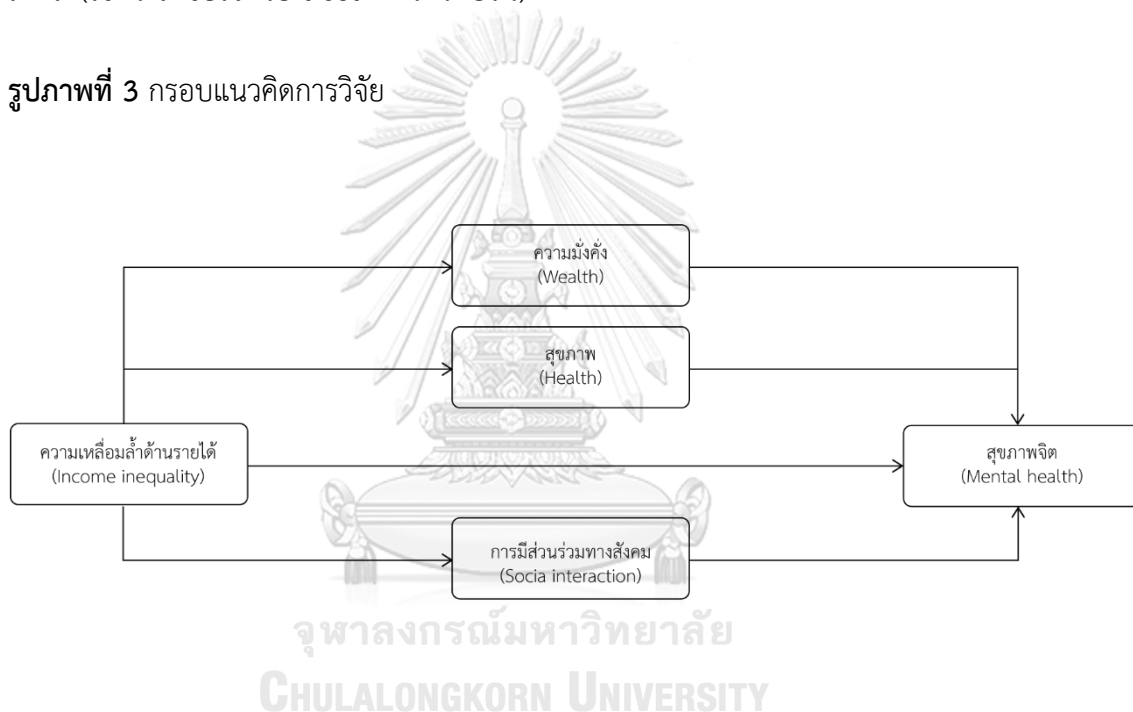 รูปภาพที่ 3 กรอบแนวคิดการวิจัย
ความมั่งคั่ง
(Wealth)
สุขภาพ
(Health)
ความเหลื่อมล้ำด้านรายได้
(Income inequality)
สุขภาพจิต
(Mental health)
การมีส่วนร่วมทางสังคม
(Socia interaction)
จุฬาลงกรณ์มหาวิทยาลัย
CHULALONGKORN UNIVERSITY